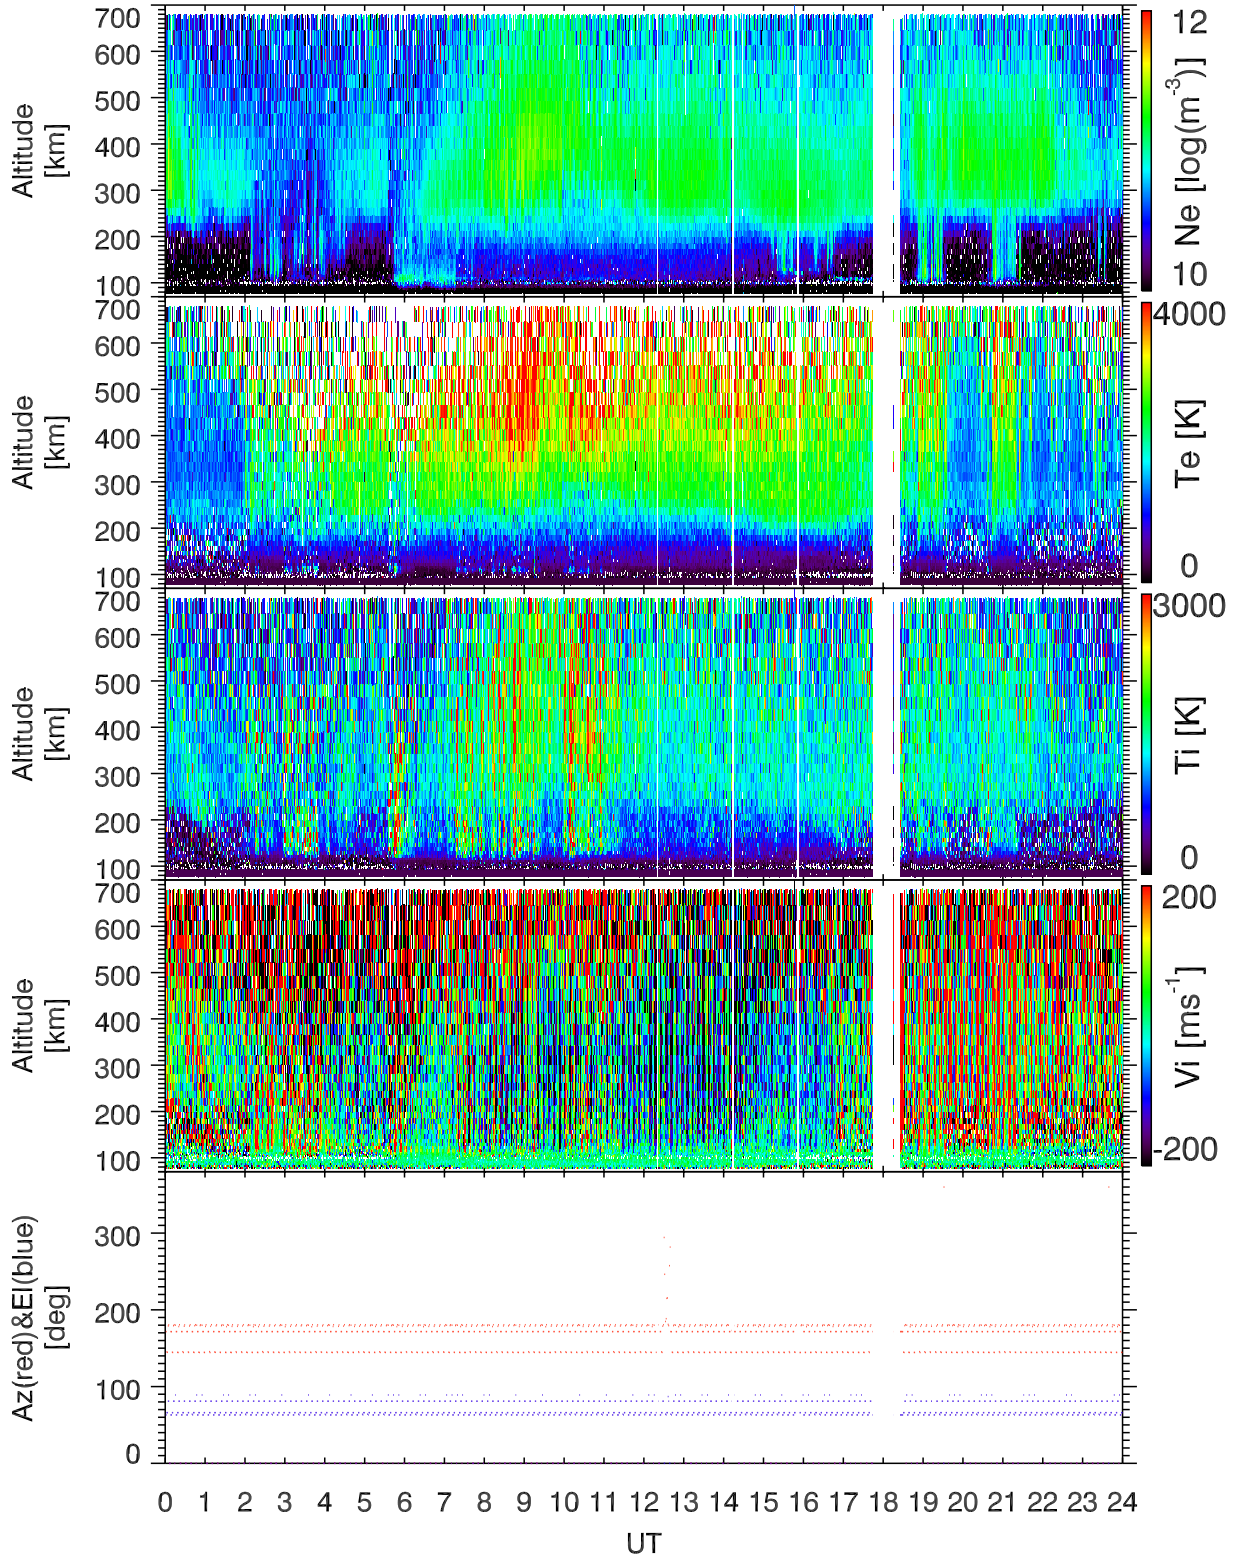 700
600
500
400
300
200
100
Altitude
[km]
12
Ne [log(m⁻³)]
10
700
600
500
400
300
200
100
Altitude
[km]
4000
Te [K]
0
700
600
500
400
300
200
100
Altitude
[km]
3000
Ti [K]
0
700
600
500
400
300
200
100
Altitude
[km]
200
Vi [ms⁻¹]
-200
300
200
100
0
Az(red)&El(blue)
[deg]
0 1 2 3 4 5 6 7 8 9 10 11 12 13 14 15 16 17 18 19 20 21 22 23 24
UT